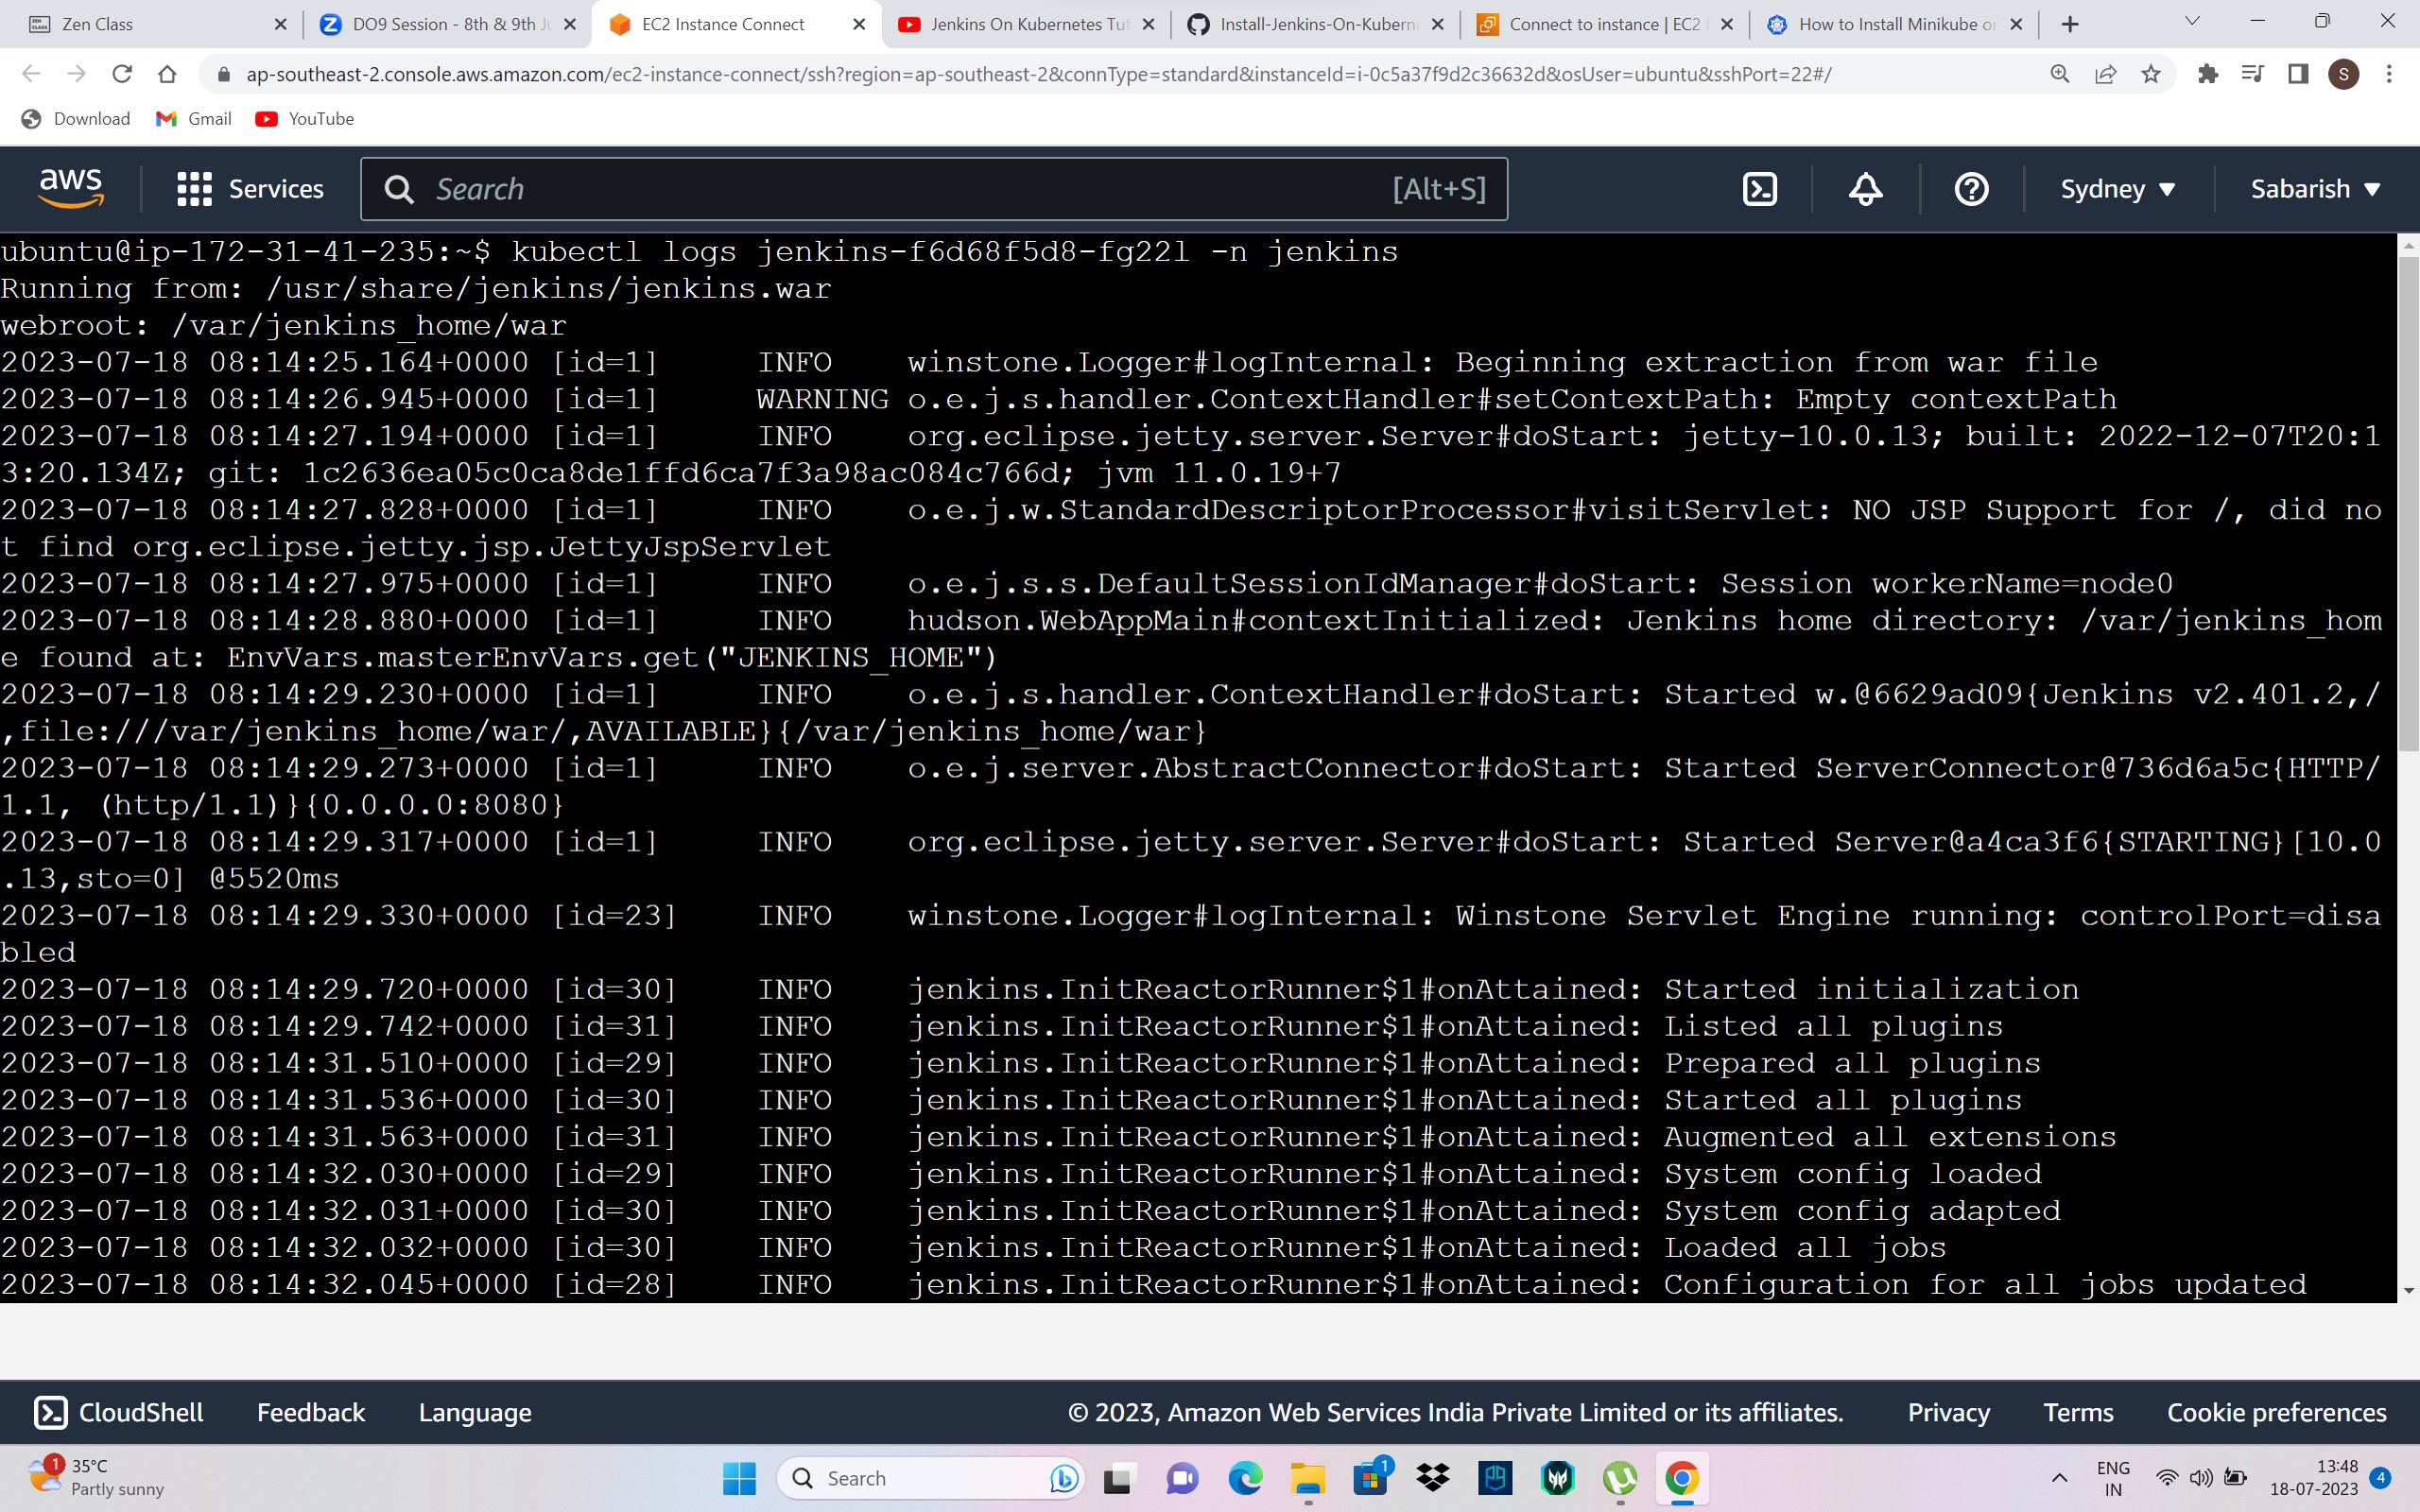 Zen Class
DO9 Session - 8th & 9th Ju
EC2 Instance Connect
Jenkins On Kubernetes Tut
Install-Jenkins-On-Kubern
Connect to instance | EC2
How to Install Minikube on
ap-southeast-2.console.aws.amazon.com/ec2-instance-connect/ssh?region=ap-southeast-2&connType=standard&instanceId=i-0c5a37f9d2c36632d&osUser=ubuntu&sshPort=22#/
S
Download
Gmail
YouTube
aws
Services
Search
[Alt+S]
Sydney
Sabarish
ubuntu@ip-172-31-41-235:~$ kubectl logs jenkins-f6d68f5d8-fg22l -n jenkins
Running from: /usr/share/jenkins/jenkins.war
webroot: /var/jenkins_home/war
2023-07-18 08:14:25.164+0000 [id=1]     INFO    winstone.Logger#logInternal: Beginning extraction from war file
2023-07-18 08:14:26.945+0000 [id=1]     WARNING o.e.j.s.handler.ContextHandler#setContextPath: Empty contextPath
2023-07-18 08:14:27.194+0000 [id=1]     INFO    org.eclipse.jetty.server.Server#doStart: jetty-10.0.13; built: 2022-12-07T20:1
3:20.134Z; git: 1c2636ea05c0ca8de1ffd6ca7f3a98ac084c766d; jvm 11.0.19+7
2023-07-18 08:14:27.828+0000 [id=1]     INFO    o.e.j.w.StandardDescriptorProcessor#visitServlet: NO JSP Support for /, did no
t find org.eclipse.jetty.jsp.JettyJspServlet
2023-07-18 08:14:27.975+0000 [id=1]     INFO    o.e.j.s.s.DefaultSessionIdManager#doStart: Session workerName=node0
2023-07-18 08:14:28.880+0000 [id=1]     INFO    hudson.WebAppMain#contextInitialized: Jenkins home directory: /var/jenkins_hom
e found at: EnvVars.masterEnvVars.get("JENKINS_HOME")
2023-07-18 08:14:29.230+0000 [id=1]     INFO    o.e.j.s.handler.ContextHandler#doStart: Started w.@6629ad09{Jenkins v2.401.2,/
,file:///var/jenkins_home/war/,AVAILABLE}{/var/jenkins_home/war}
2023-07-18 08:14:29.273+0000 [id=1]     INFO    o.e.j.server.AbstractConnector#doStart: Started ServerConnector@736d6a5c{HTTP/
1.1, (http/1.1)}{0.0.0.0:8080}
2023-07-18 08:14:29.317+0000 [id=1]     INFO    org.eclipse.jetty.server.Server#doStart: Started Server@a4ca3f6{STARTING}[10.0
.13,sto=0] @5520ms
2023-07-18 08:14:29.330+0000 [id=23]    INFO    winstone.Logger#logInternal: Winstone Servlet Engine running: controlPort=disa
bled
2023-07-18 08:14:29.720+0000 [id=30]    INFO    jenkins.InitReactorRunner$1#onAttained: Started initialization
2023-07-18 08:14:29.742+0000 [id=31]    INFO    jenkins.InitReactorRunner$1#onAttained: Listed all plugins
2023-07-18 08:14:31.510+0000 [id=29]    INFO    jenkins.InitReactorRunner$1#onAttained: Prepared all plugins
2023-07-18 08:14:31.536+0000 [id=30]    INFO    jenkins.InitReactorRunner$1#onAttained: Started all plugins
2023-07-18 08:14:31.563+0000 [id=31]    INFO    jenkins.InitReactorRunner$1#onAttained: Augmented all extensions
2023-07-18 08:14:32.030+0000 [id=29]    INFO    jenkins.InitReactorRunner$1#onAttained: System config loaded
2023-07-18 08:14:32.031+0000 [id=30]    INFO    jenkins.InitReactorRunner$1#onAttained: System config adapted
2023-07-18 08:14:32.032+0000 [id=30]    INFO    jenkins.InitReactorRunner$1#onAttained: Loaded all jobs
2023-07-18 08:14:32.045+0000 [id=28]    INFO    jenkins.InitReactorRunner$1#onAttained: Configuration for all jobs updated
CloudShell
Feedback
Language
© 2023, Amazon Web Services India Private Limited or its affiliates.
Privacy
Terms
Cookie preferences
1
35°C
Partly sunny
Search
1
ENG
IN
13:48
18-07-2023
4